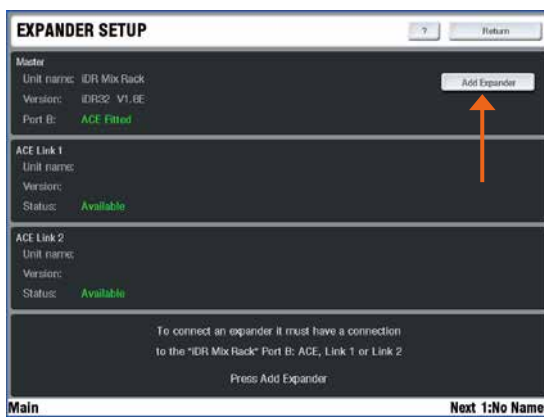 EXPANDER SETUP
?
Return
Master
Unit name: iDR Mix Rack
Add Expander
Version: iDR32 V1.6E
Port B: ACE Fitted
ACE Link 1
Unit name:
Version:
Status: Available
ACE Link 2
Unit name:
Version:
Status: Available
To connect an expander it must have a connection
to the "iDR Mix Rack" Port B: ACE, Link 1 or Link 2
Press Add Expander
Main
Next 1:No Name